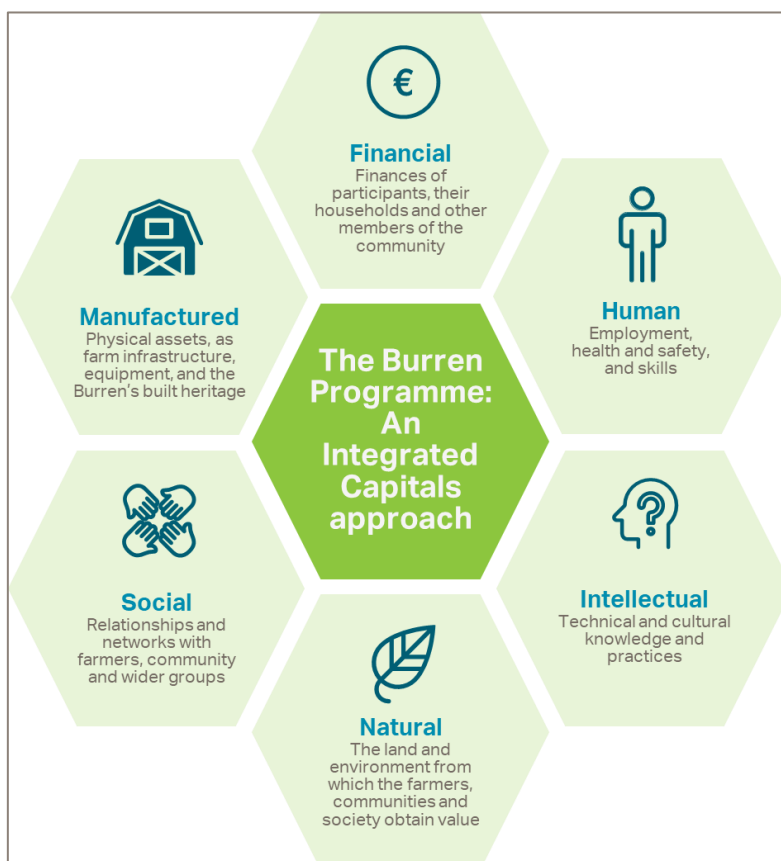 €
Financial
Finances of
participants, their
households and other
members of the
community
Manufactured
Physical assets, as
farm infrastructure,
equipment, and the
Burren's built heritage
Human
Employment,
health and safety,
and skills
The Burren
Programme:
An
Integrated
Capitals
approach
Social
Relationships and
networks with
farmers, community
and wider groups
?
Intellectual
Technical and cultural
knowledge and
practices
Natural
The land and
environment from
which the farmers,
communities and
society obtain value